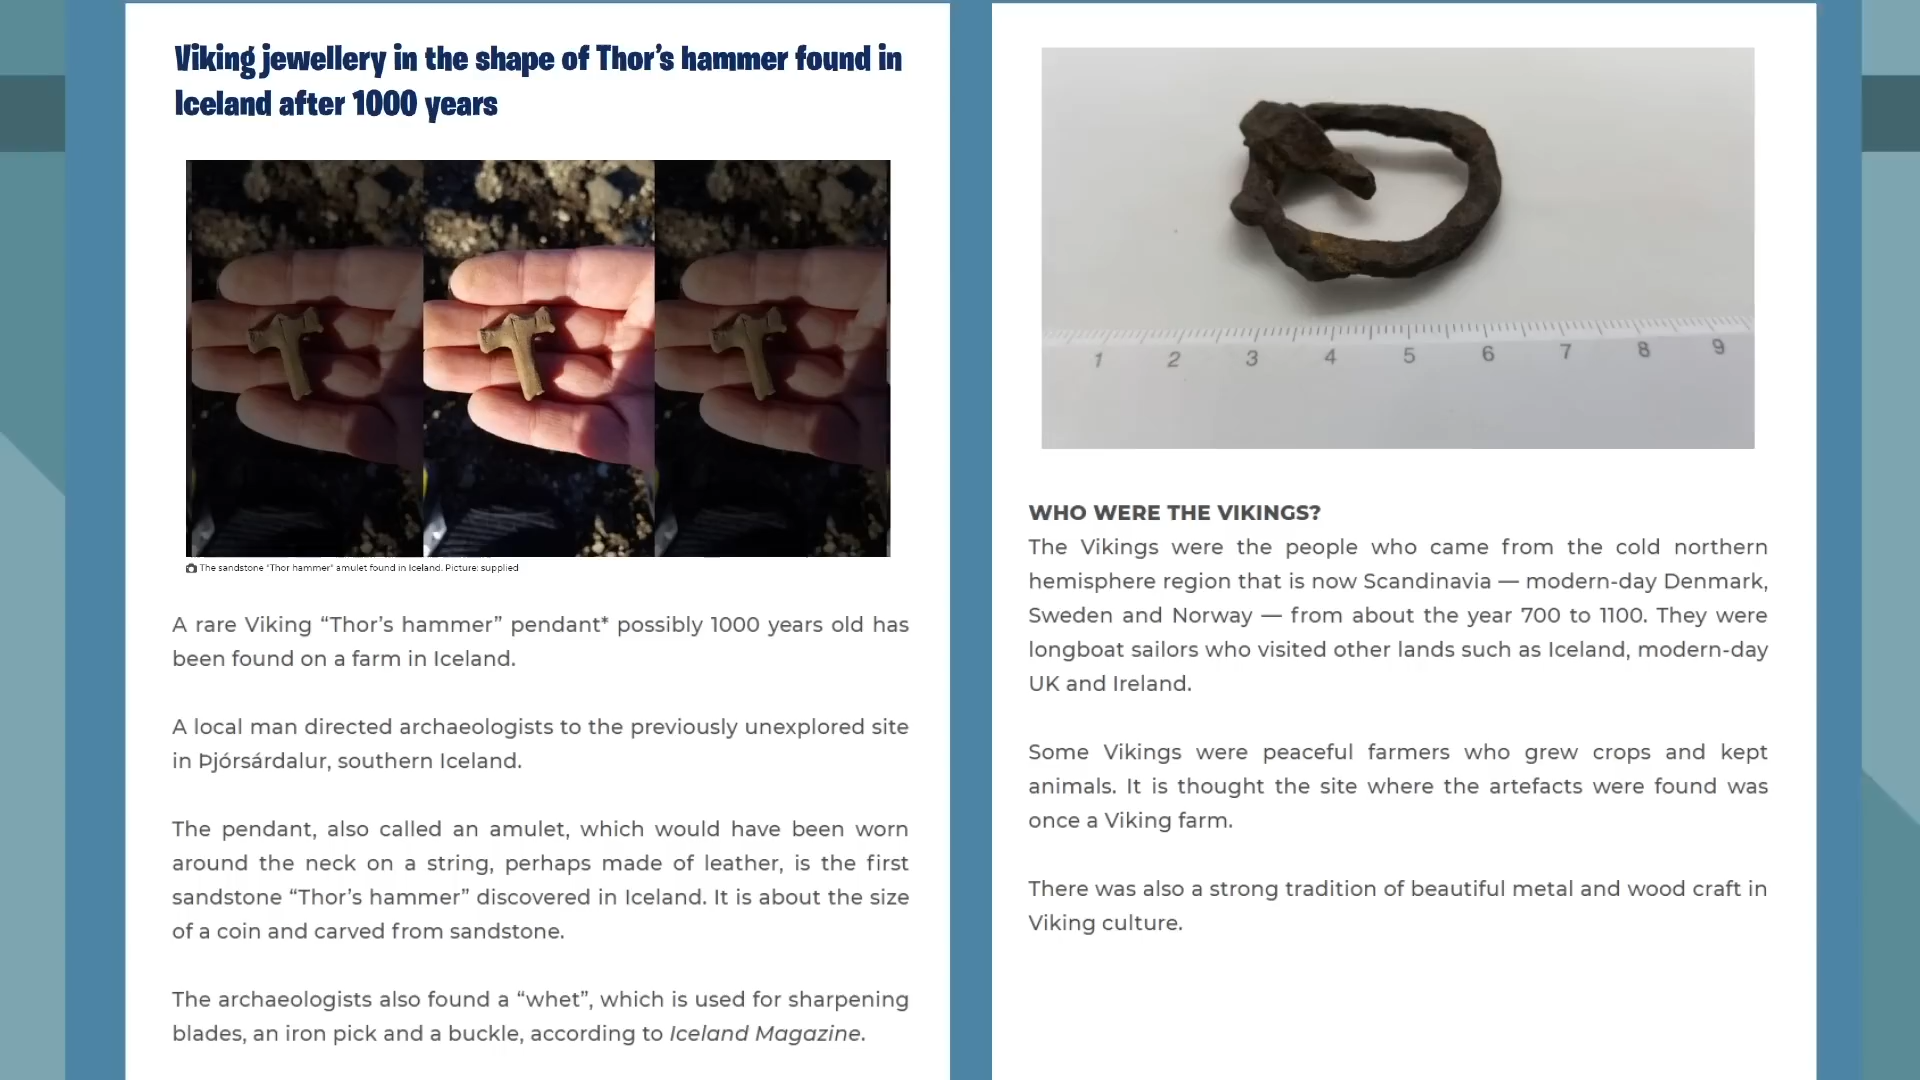 Viking jewellery in the shape of Thor's hammer found in
Iceland after 1000 years
The sandstone "Thor hammer" amulet found in Iceland. Picture: supplied
A rare Viking “Thor’s hammer” pendant* possibly 1000 years old has
been found on a farm in Iceland.
A local man directed archaeologists to the previously unexplored site
in Þjórsárdalur, southern Iceland.
The pendant, also called an amulet, which would have been worn
around the neck on a string, perhaps made of leather, is the first
sandstone “Thor’s hammer” discovered in Iceland. It is about the size
of a coin and carved from sandstone.
The archaeologists also found a “whet”, which is used for sharpening
blades, an iron pick and a buckle, according to Iceland Magazine.
1 2 3 4 5 6 7 8 9
WHO WERE THE VIKINGS?
The Vikings were the people who came from the cold northern
hemisphere region that is now Scandinavia — modern-day Denmark,
Sweden and Norway — from about the year 700 to 1100. They were
longboat sailors who visited other lands such as Iceland, modern-day
UK and Ireland.
Some Vikings were peaceful farmers who grew crops and kept
animals. It is thought the site where the artefacts were found was
once a Viking farm.
There was also a strong tradition of beautiful metal and wood craft in
Viking culture.